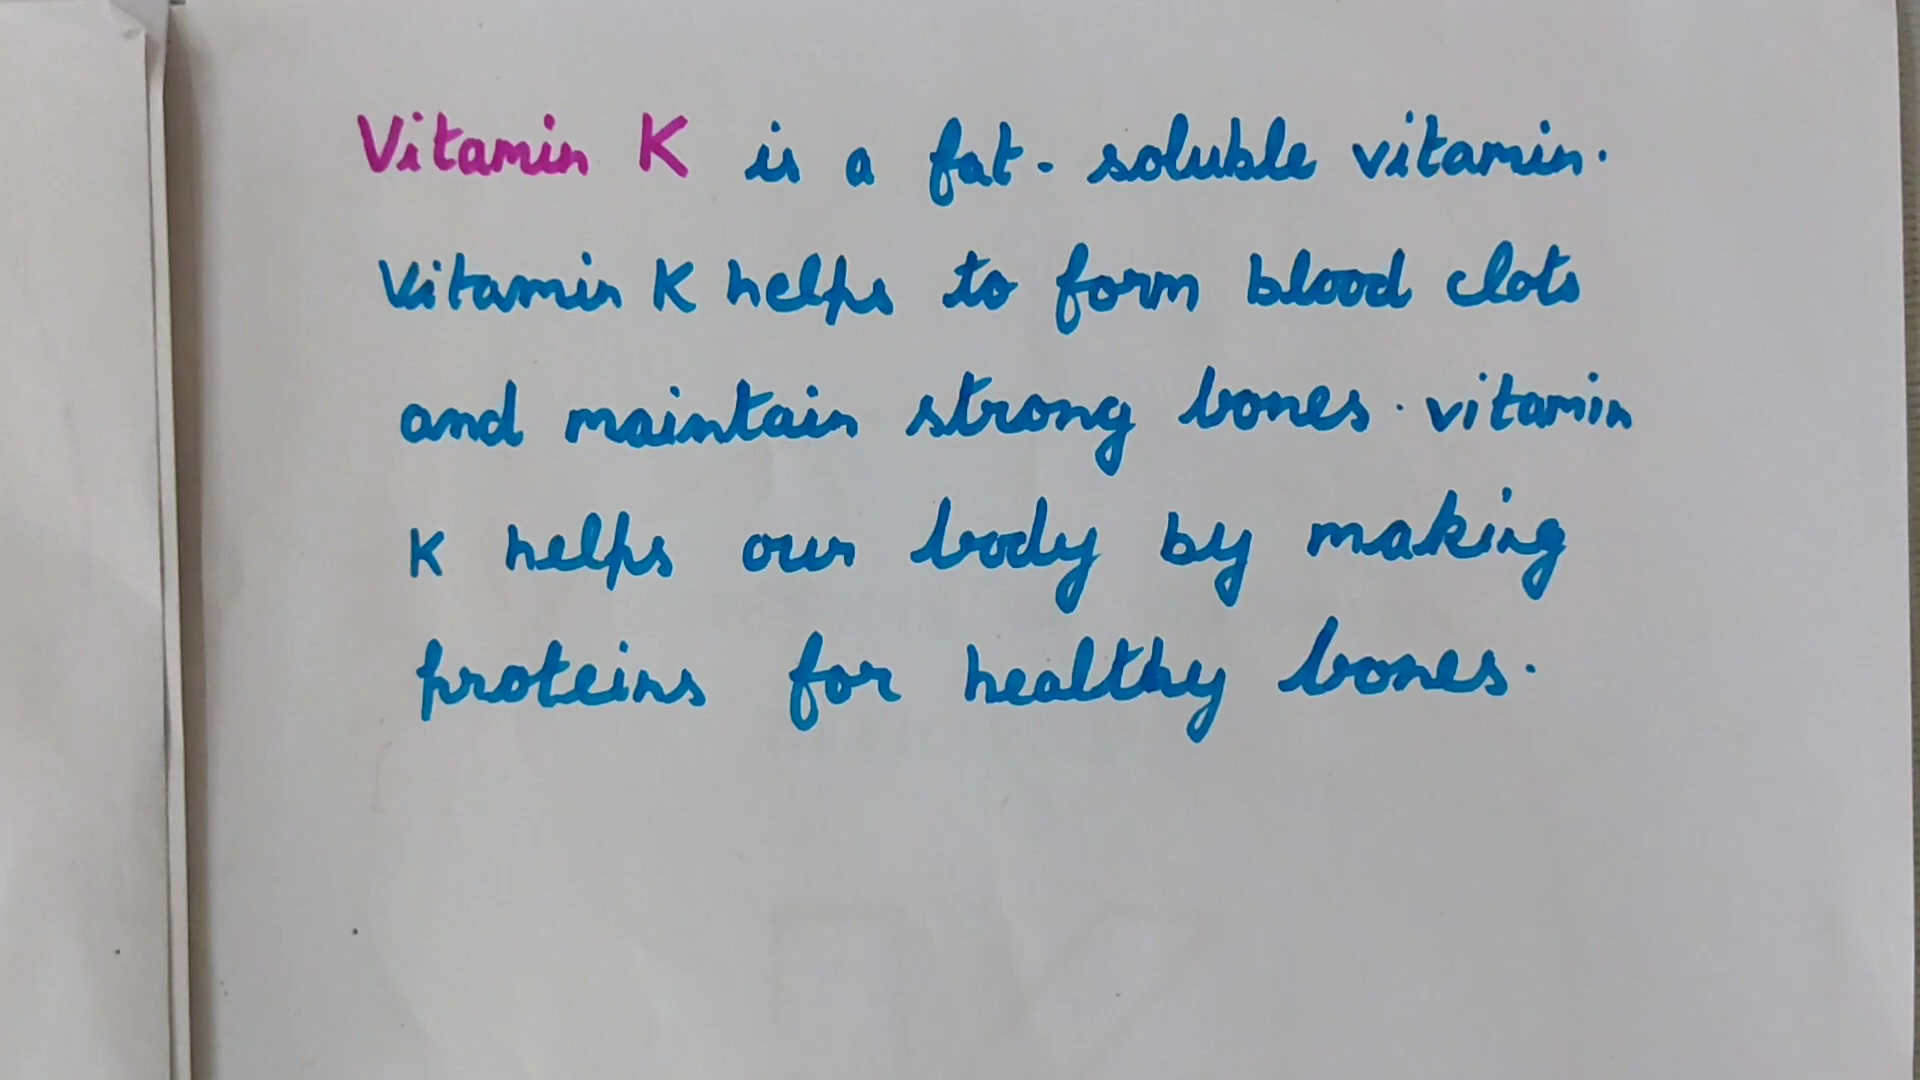 Vitamin K is a fat-soluble vitamin.
Vitamin K helps to form blood clots
and maintain strong bones. vitamin
K helps our body by making
proteins for healthy bones.